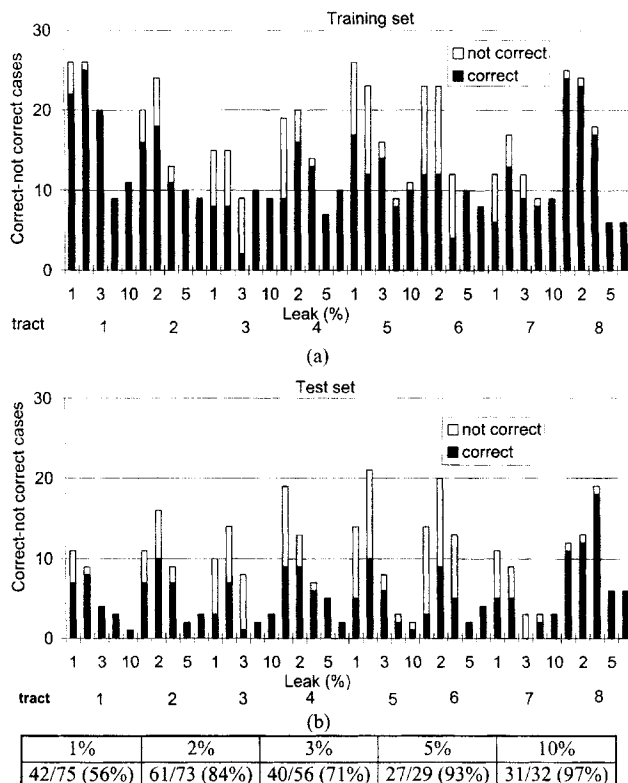 Training set
30
20
10
0
Correct-not correct cases
not correct
correct
1 3 10 2 5 1 3 10 2 5 1 3 10 2 5 1 3 10 2 5
Leak (%)
tract 1 2 3 4 5 6 7 8
(a)
Test set
30
20
10
0
Correct-not correct cases
not correct
correct
1 3 10 2 5 1 3 10 2 5 1 3 10 2 5 1 3 10 2 5
Leak (%)
tract 1 2 3 4 5 6 7 8
(b)
1% 2% 3% 5% 10%
42/75 (56%) 61/73 (84%) 40/56 (71%) 27/29 (93%) 31/32 (97%)